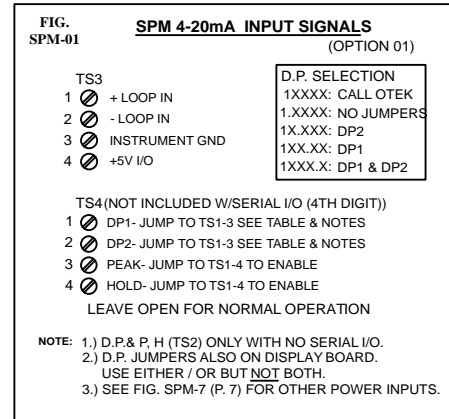 FIG.
SPM-01
SPM 4-20mA INPUT SIGNALS
(OPTION 01)
TS3
1 + LOOP IN
2 - LOOP IN
3 INSTRUMENT GND
4 +5V I/O
D.P. SELECTION
1XXXX: CALL OTEK
1.XXXX: NO JUMPERS
1X.XXX: DP2
1XX.XX: DP1
1XXX.X: DP1 & DP2
TS4 (NOT INCLUDED W/SERIAL I/O (4TH DIGIT))
1 DP1- JUMP TO TS1-3 SEE TABLE & NOTES
2 DP2- JUMP TO TS1-3 SEE TABLE & NOTES
3 PEAK- JUMP TO TS1-4 TO ENABLE
4 HOLD- JUMP TO TS1-4 TO ENABLE
LEAVE OPEN FOR NORMAL OPERATION
NOTE: 1.) D.P.& P, H (TS2) ONLY WITH NO SERIAL I/O.
2.) D.P. JUMPERS ALSO ON DISPLAY BOARD.
USE EITHER / OR BUT NOT BOTH.
3.) SEE FIG. SPM-7 (P. 7) FOR OTHER POWER INPUTS.